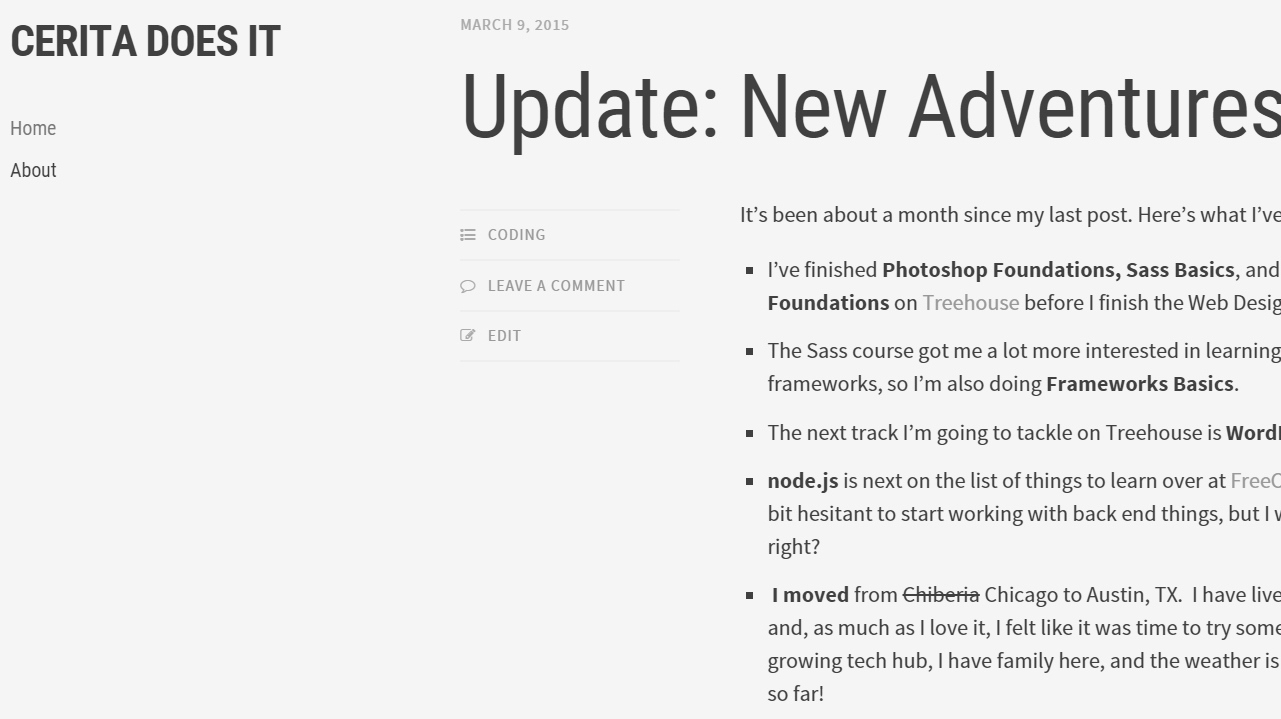 CERITA DOES IT
Home
About
MARCH 9, 2015
Update: New Adventures
CODING
LEAVE A COMMENT
EDIT
It’s been about a month since my last post. Here’s what I’ve
I’ve finished Photoshop Foundations, Sass Basics, and
Foundations on Treehouse before I finish the Web
The Sass course got me a lot more interested in learning
frameworks, so I’m also doing Frameworks Basics.
The next track I’m going to tackle on Treehouse is
node.js is next on the list of things to learn over at
bit hesitant to start working with back end things, but I
right?
I moved from Chiberia Chicago to Austin, TX. I have
and, as much as I love it, I felt like it was time to try
growing tech hub, I have family here, and the weather is
so far!